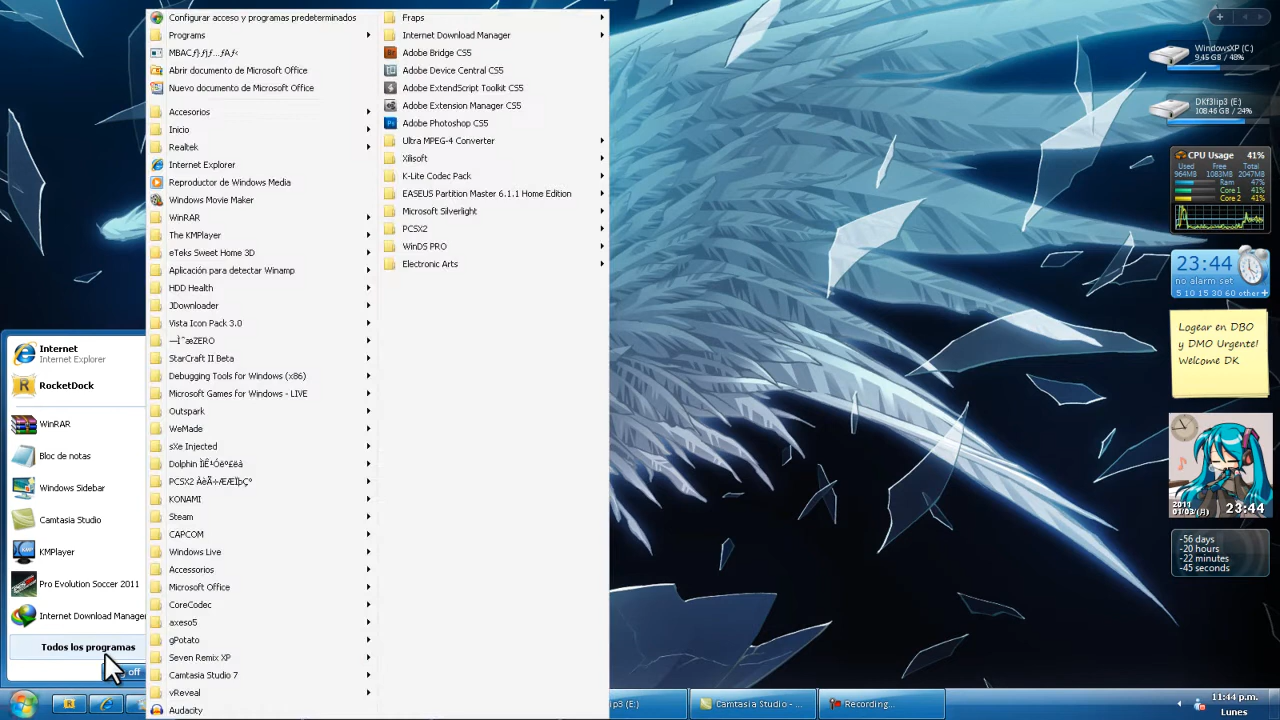 Configurar acceso y programas predeterminados
Programs
Abrir documento de Microsoft Office
Nuevo documento de Microsoft Office
Accesorios
Inicio
Realtek
Internet Explorer
Reproductor de Windows Media
Windows Movie Maker
WinRAR
The KMPlayer
eTeks Sweet Home 3D
Aplicación para detectar Winamp
HDD Health
JDownloader
Vista Icon Pack 3.0
StarCraft II Beta
Debugging Tools for Windows (x86)
Microsoft Games for Windows - LIVE
Outspark
WeMade
sXe Injected
Dolphin
PCSX2
KONAMI
Steam
CAPCOM
Windows Live
Accessories
Microsoft Office
CoreCodec
axeso5
gPotato
Seven Remix XP
Camtasia Studio 7
vReveal
Audacity
Fraps
Internet Download Manager
Adobe Bridge CS5
Adobe Device Central CS5
Adobe ExtendScript Toolkit CS5
Adobe Extension Manager CS5
Adobe Photoshop CS5
Ultra MPEG-4 Converter
Xilisoft
K-Lite Codec Pack
EASEUS Partition Master 6.1.1 Home Edition
Microsoft Silverlight
PCSX2
WinDS PRO
Electronic Arts
Internet
Internet Explorer
RocketDock
WinRAR
Bloc de notas
Windows Sidebar
Camtasia Studio
KMPlayer
Pro Evolution Soccer 2011
Internet Download Manager
Todos los programas
off
WindowsXP (C:)
9.45 GB / 48%
DKf3lip3 (E:)
108.46 GB / 24%
CPU Usage 41%
Used Free Total
964MB 1083MB 2047MB
Ram 47%
Core 1 41%
Core 2 41%
23:44
no alarm set
5 10 15 30 60 other +
Logear en DBO
y DMO Urgente!
Welcome DK
2011
01/03/(月) 23:44
-56 days
-20 hours
-22 minutes
-45 seconds
ip3 (E:)
Camtasia Studio - ...
Recording...
11:44 p.m.
Lunes